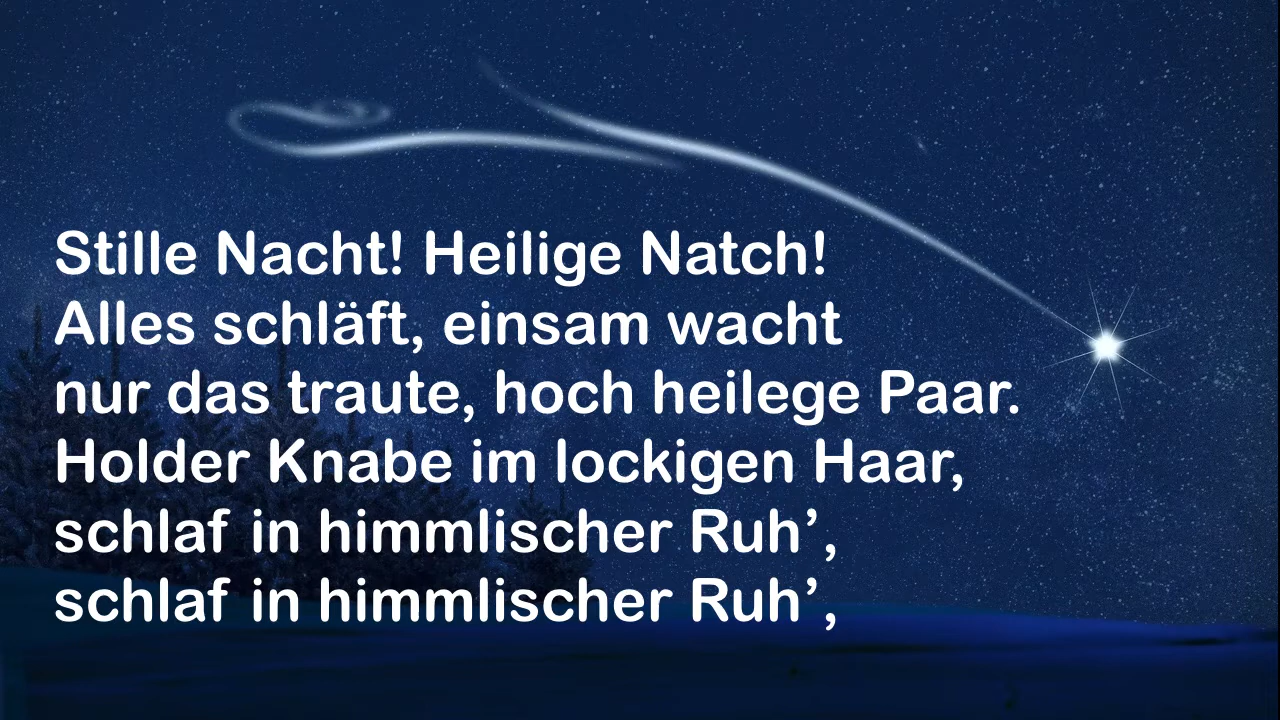 Stille Nacht! Heilige Natch!
Alles schläft, einsam wacht
nur das traute, hoch heilege Paar.
Holder Knabe im lockigen Haar,
schlaf in himmlischer Ruh’,
schlaf in himmlischer Ruh’,